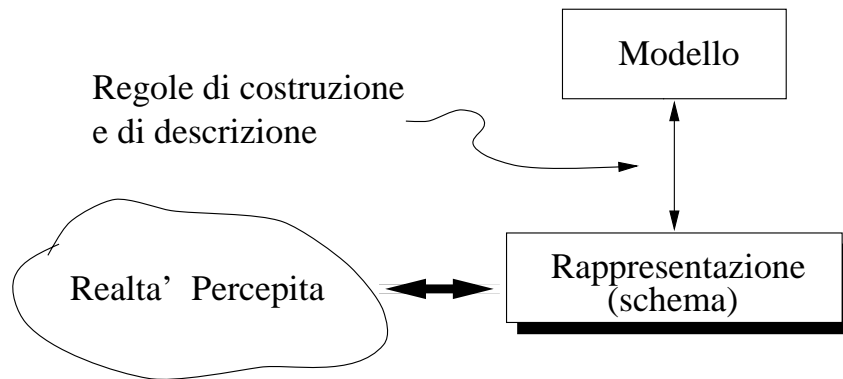 Modello
Regole di costruzione
e di descrizione
Realta' Percepita
Rappresentazione
(schema)